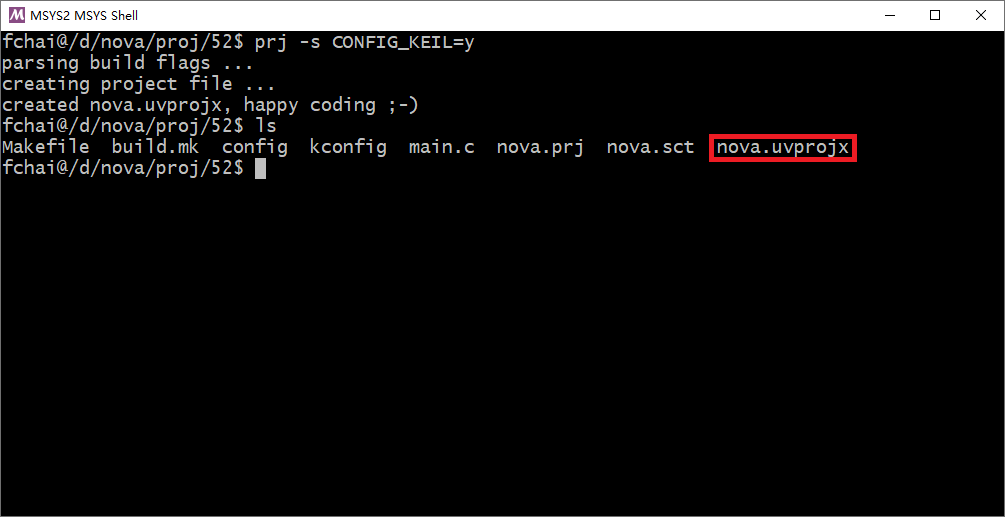 MSYS2 MSYS Shell
fchai@/d/nova/proj/52$ prj -s CONFIG_KEIL=y
parsing build flags ...
creating project file ...
created nova.uvprojx, happy coding ;-)
fchai@/d/nova/proj/52$ ls
Makefile  build.mk  config  kconfig  main.c  nova.prj  nova.sct  nova.uvprojx
fchai@/d/nova/proj/52$